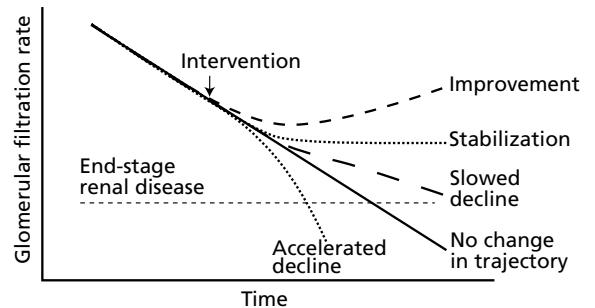 Glomerular filtration rate
Intervention
Improvement
Stabilization
End-stage
renal disease
Slowed
decline
Accelerated
decline
No change
in trajectory
Time